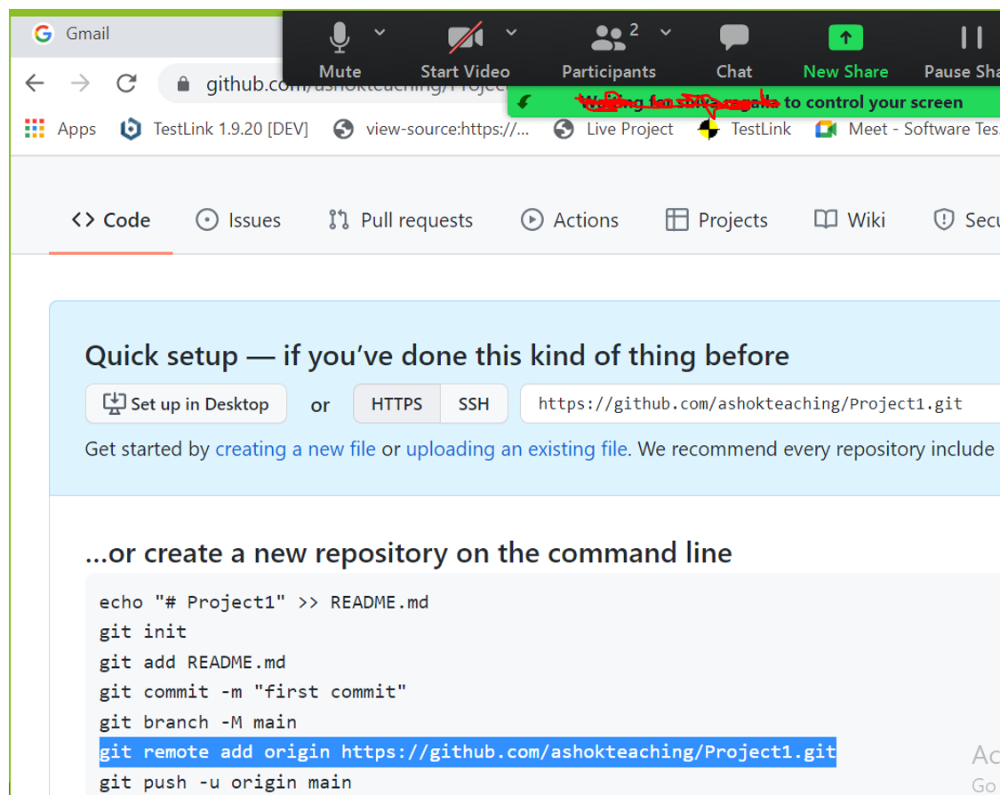 Gmail
Mute
Start Video
Participants
2
Chat
New Share
Pause Sha
github.com/ashokteaching/Project
to control your screen
Apps
TestLink 1.9.20 [DEV]
view-source:https://...
Live Project
TestLink
Meet - Software Tes
Code
Issues
Pull requests
Actions
Projects
Wiki
Secu
Quick setup — if you’ve done this kind of thing before
Set up in Desktop
or
HTTPS
SSH
https://github.com/ashokteaching/Project1.git
Get started by creating a new file or uploading an existing file. We recommend every repository include
...or create a new repository on the command line
echo "# Project1" >> README.md
git init
git add README.md
git commit -m "first commit"
git branch -M main
git remote add origin https://github.com/ashokteaching/Project1.git
git push -u origin main
Ac
Go